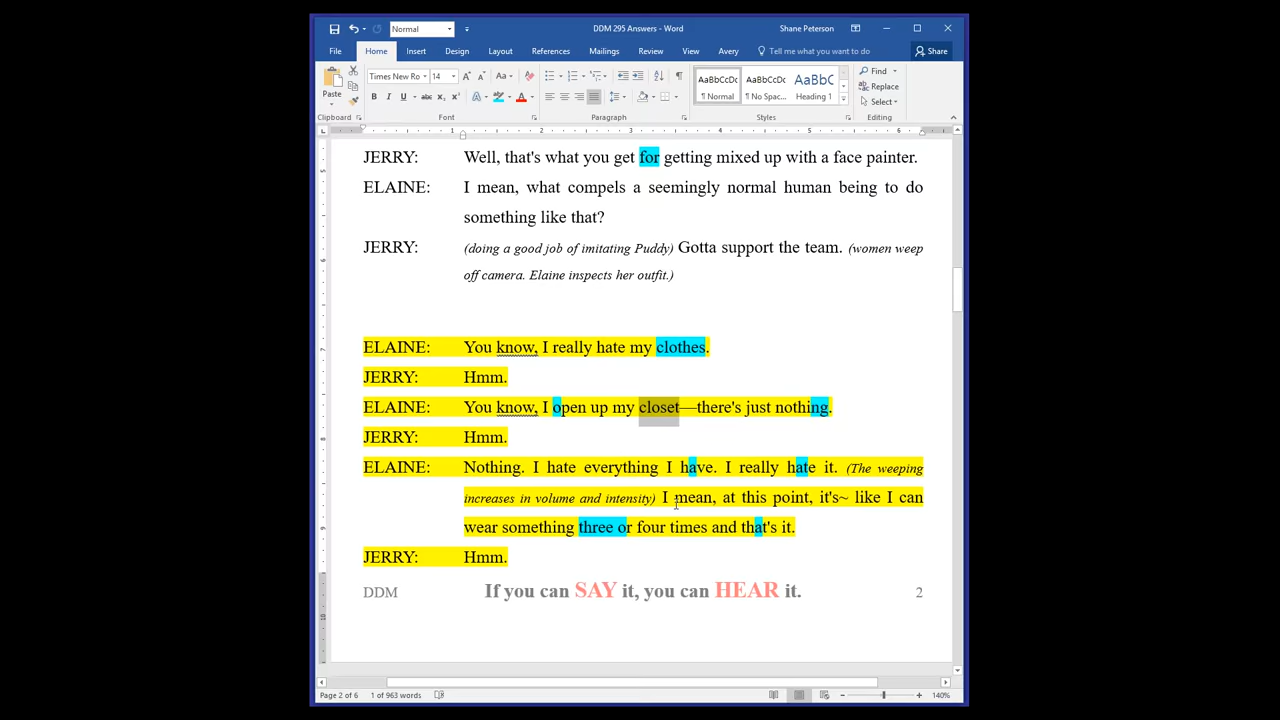 Normal
DDM 295 Answers - Word
Shane Peterson
File Home Insert Design Layout References Mailings Review View Avery Tell me what you want to do Share
Paste
Times New Ro 14
AaBbCcDc AaBbCcDc AaBbC
¶ Normal ¶ No Spac... Heading 1
Find
Replace
Select
Clipboard Font Paragraph Styles Editing
JERRY: Well, that's what you get for getting mixed up with a face painter.
ELAINE: I mean, what compels a seemingly normal human being to do
something like that?
JERRY: (doing a good job of imitating Puddy) Gotta support the team. (women weep
off camera. Elaine inspects her outfit.)
ELAINE: You know, I really hate my clothes.
JERRY: Hmm.
ELAINE: You know, I open up my closet—there's just nothing.
JERRY: Hmm.
ELAINE: Nothing. I hate everything I have. I really hate it. (The weeping
increases in volume and intensity) I mean, at this point, it's~ like I can
wear something three or four times and that's it.
JERRY: Hmm.
DDM If you can SAY it, you can HEAR it. 2
Page 2 of 6 1 of 963 words 140%